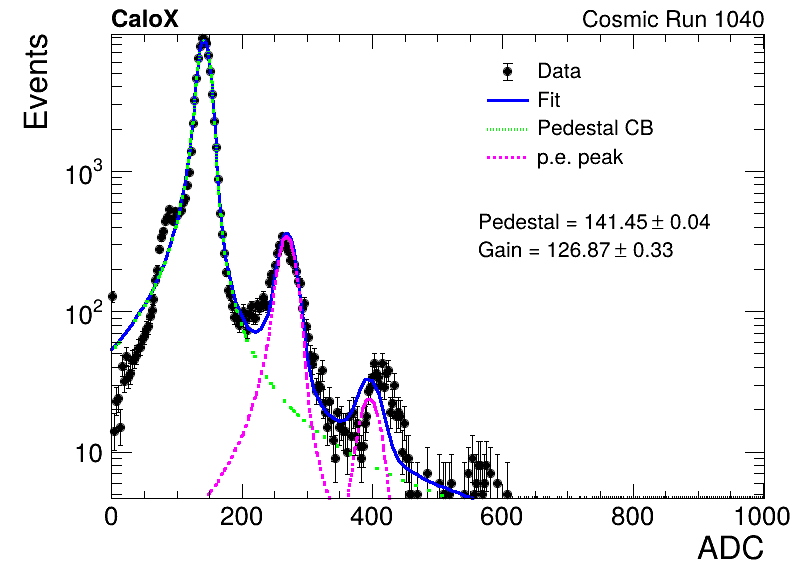 CaloX Cosmic Run 1040
Events
Data
Fit
Pedestal CB
p.e. peak
Pedestal = 141.45 ± 0.04
Gain = 126.87 ± 0.33
10³
10²
10
0 200 400 600 800 1000
ADC